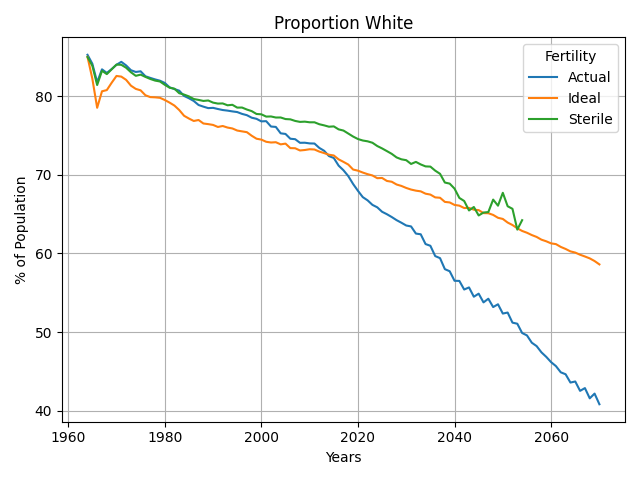 Proportion White
% of Population
80
70
60
50
40
Fertility
Actual
Ideal
Sterile
1960
1980
2000
2020
2040
2060
Years